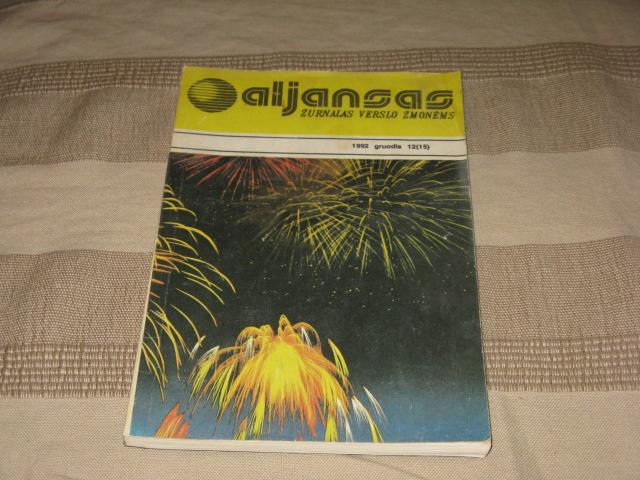 aljansas
ŽURNALAS VERSLO ŽMONĖMS
1992 gruodis 12(15)